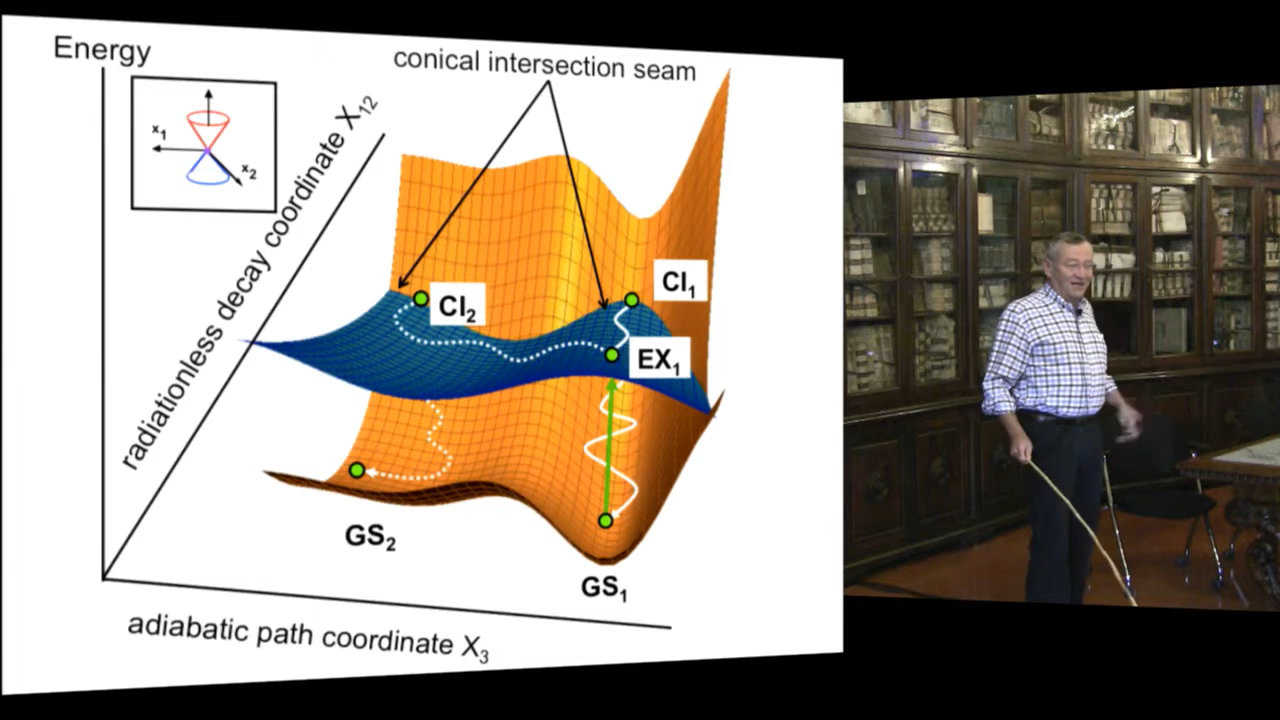 Energy
conical intersection seam
x₁
x₂
radiationless decay coordinate X₁₂
CI₁
CI₂
EX₁
GS₂
GS₁
adiabatic path coordinate X₃